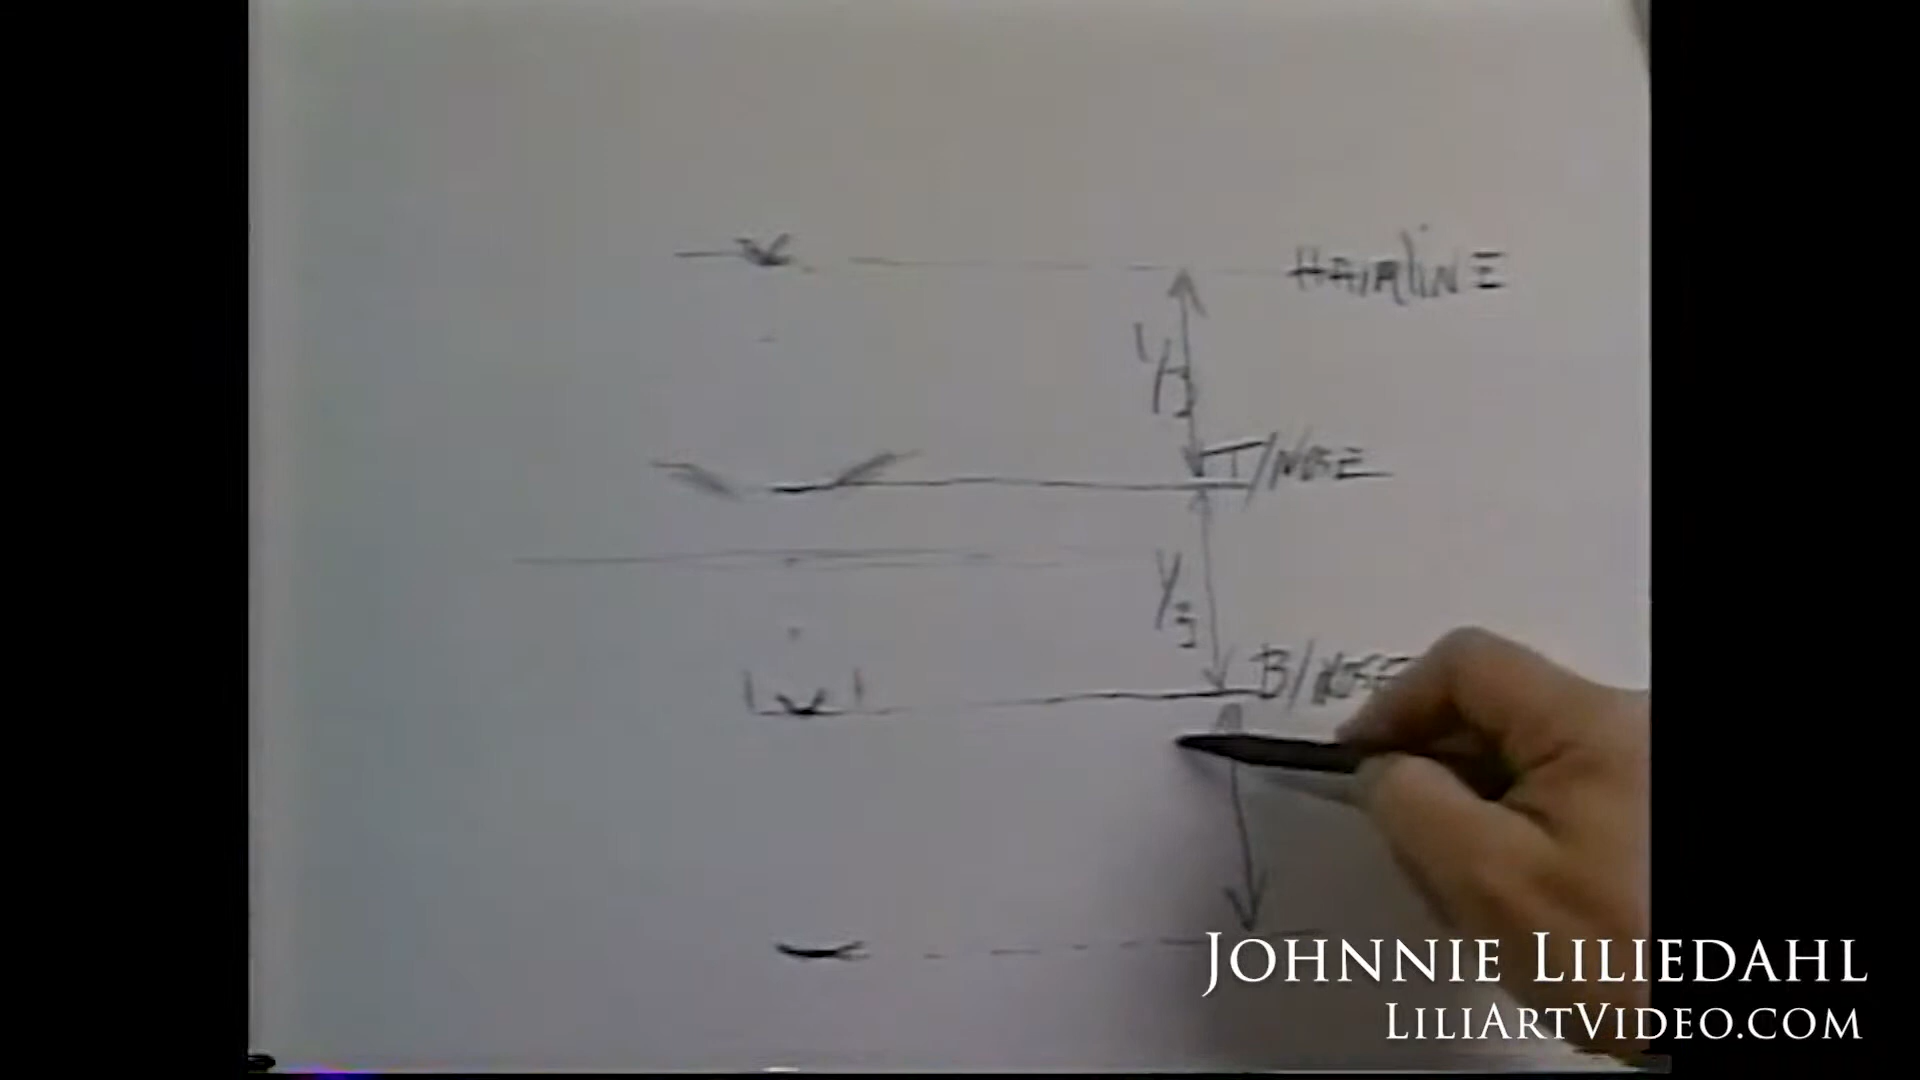 HAIRlINE
1/3
T/NOSE
1/3
B/NOSE
JOHNNIE LILIEDAHL
LILIARTVIDEO.COM